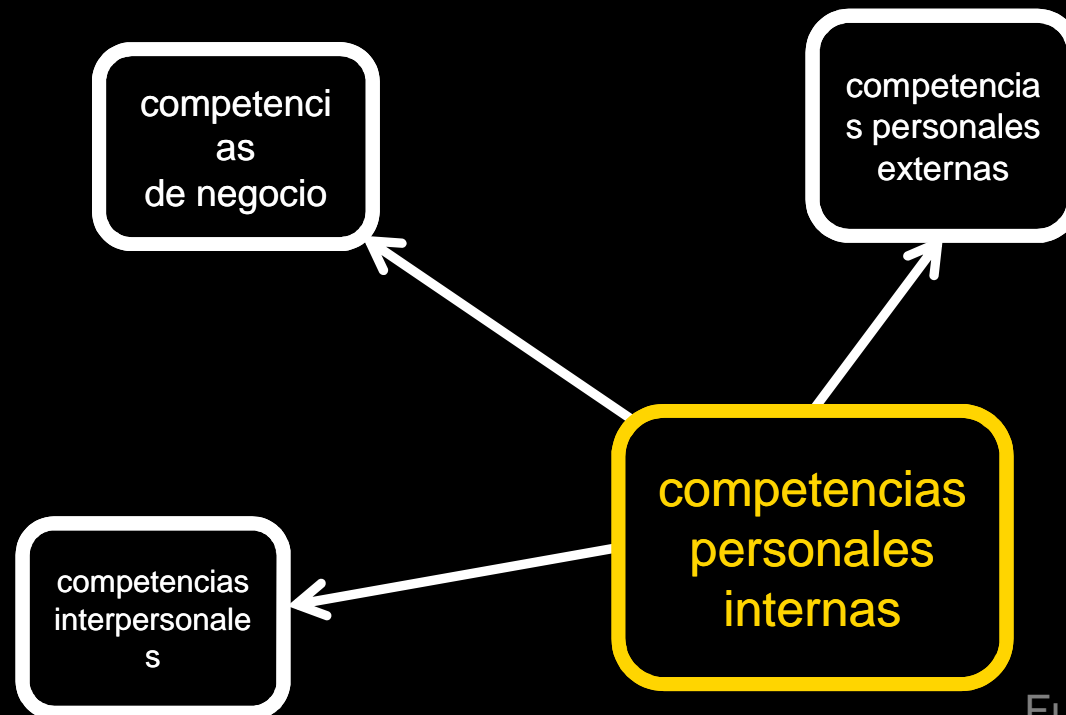 competenci
as
de negocio
competencia
s personales
externas
competencias
personales
internas
competencias
interpersonale
s